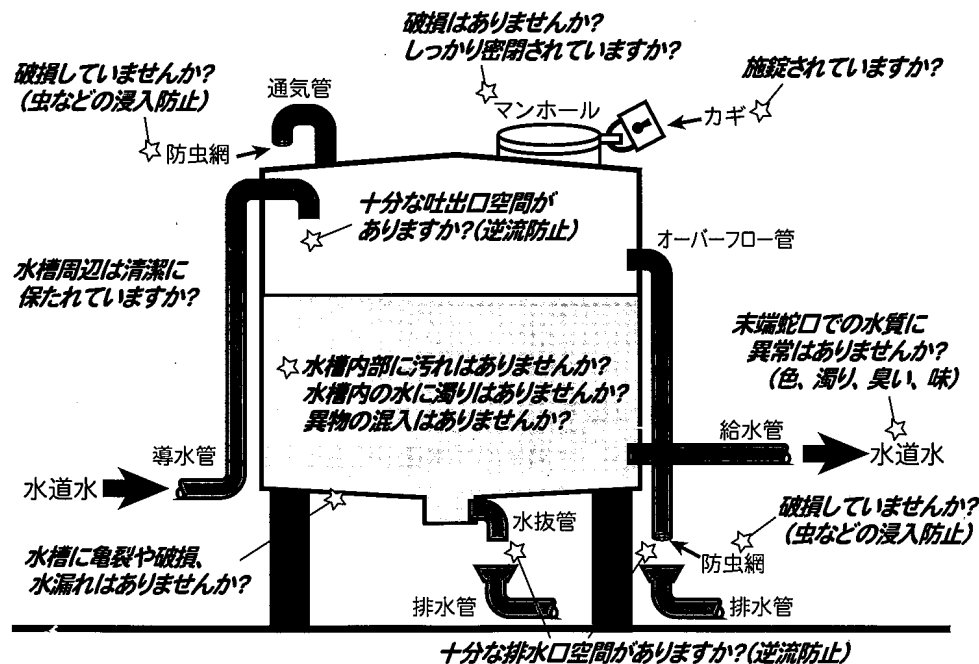 破損はありませんか?
しっかり密閉されていますか?
破損していませんか?
(虫などの浸入防止)
通気管
マンホール
施錠されていますか?
カギ
防虫網
十分な吐出口空間が
ありますか?(逆流防止)
オーバーフロー管
水槽周辺は清潔に
保たれていますか?
末端蛇口での水質に
異常はありませんか?
(色、濁り、臭い、味)
水槽内部に汚れはありませんか?
水槽内の水に濁りはありませんか?
異物の混入はありませんか?
導水管
給水管
水道水
水道水
水抜管
破損していませんか?
(虫などの浸入防止)
水槽に亀裂や破損、
水漏れはありませんか?
防虫網
排水管
排水管
十分な排水口空間がありますか?(逆流防止)